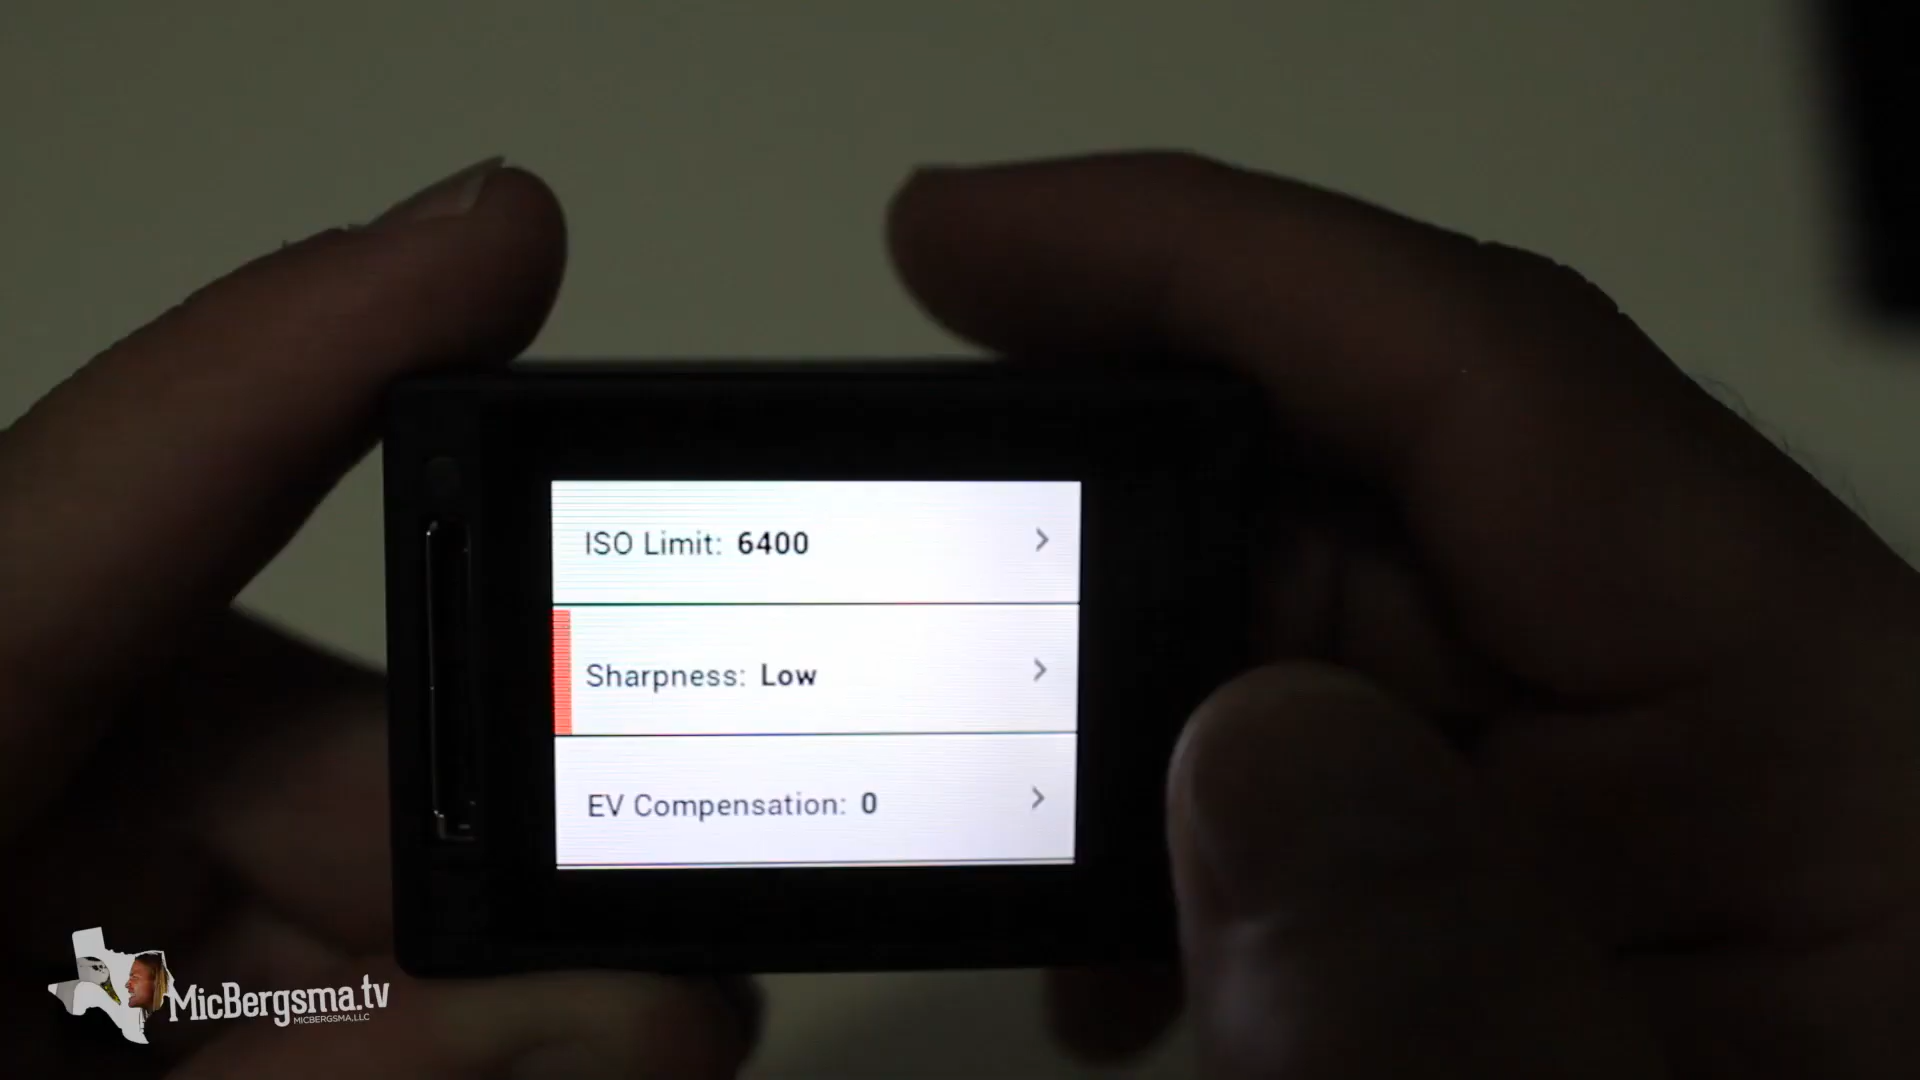 ISO Limit: 6400
Sharpness: Low
EV Compensation: 0
MicBergsma.tv
MICBERGSMA,LLC